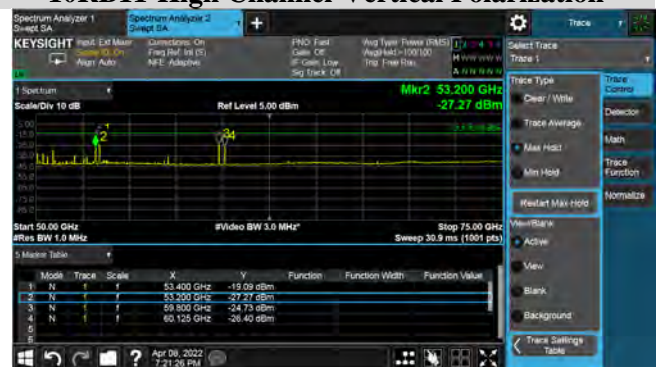 10RB11 High Channel Vertical Polarization
Spectrum Analyzer 1
Swept SA
Spectrum Analyzer 2
Swept SA
Trace
KEYSIGHT
Input: Ext Mixer
Align: Auto
Corrections: On
Freq Ref: Int (S)
NFE: Adaptive
PNO: Fast
Gate: Off
IF Gain: Low
Sig Track: Off
Avg Type: Power (RMS)
Avg|Hold: >100/100
Trig: Free Run
Select Trace
Trace 1
1 Spectrum
Mkr2 53.200 GHz
Scale/Div 10 dB
Ref Level 5.00 dBm
-27.27 dBm
Trace Type
Clear / Write
Trace Average
Max Hold
Min Hold
Restart Max Hold
View/Blank
Active
View
Blank
Background
Trace Settings
Table
Trace
Control
Detector
Math
Trace
Function
Normalize
Start 50.00 GHz
#Video BW 3.0 MHz*
Stop 75.00 GHz
#Res BW 1.0 MHz
Sweep 30.9 ms (1001 pts)
5 Marker Table
Mode Trace Scale X Y Function Function Width Function Value
1 N 1 f 53.400 GHz -19.09 dBm
2 N 1 f 53.200 GHz -27.27 dBm
3 N 1 f 59.800 GHz -24.73 dBm
4 N 1 f 60.125 GHz -26.40 dBm
5
6
Apr 08, 2022
7:21:26 PM